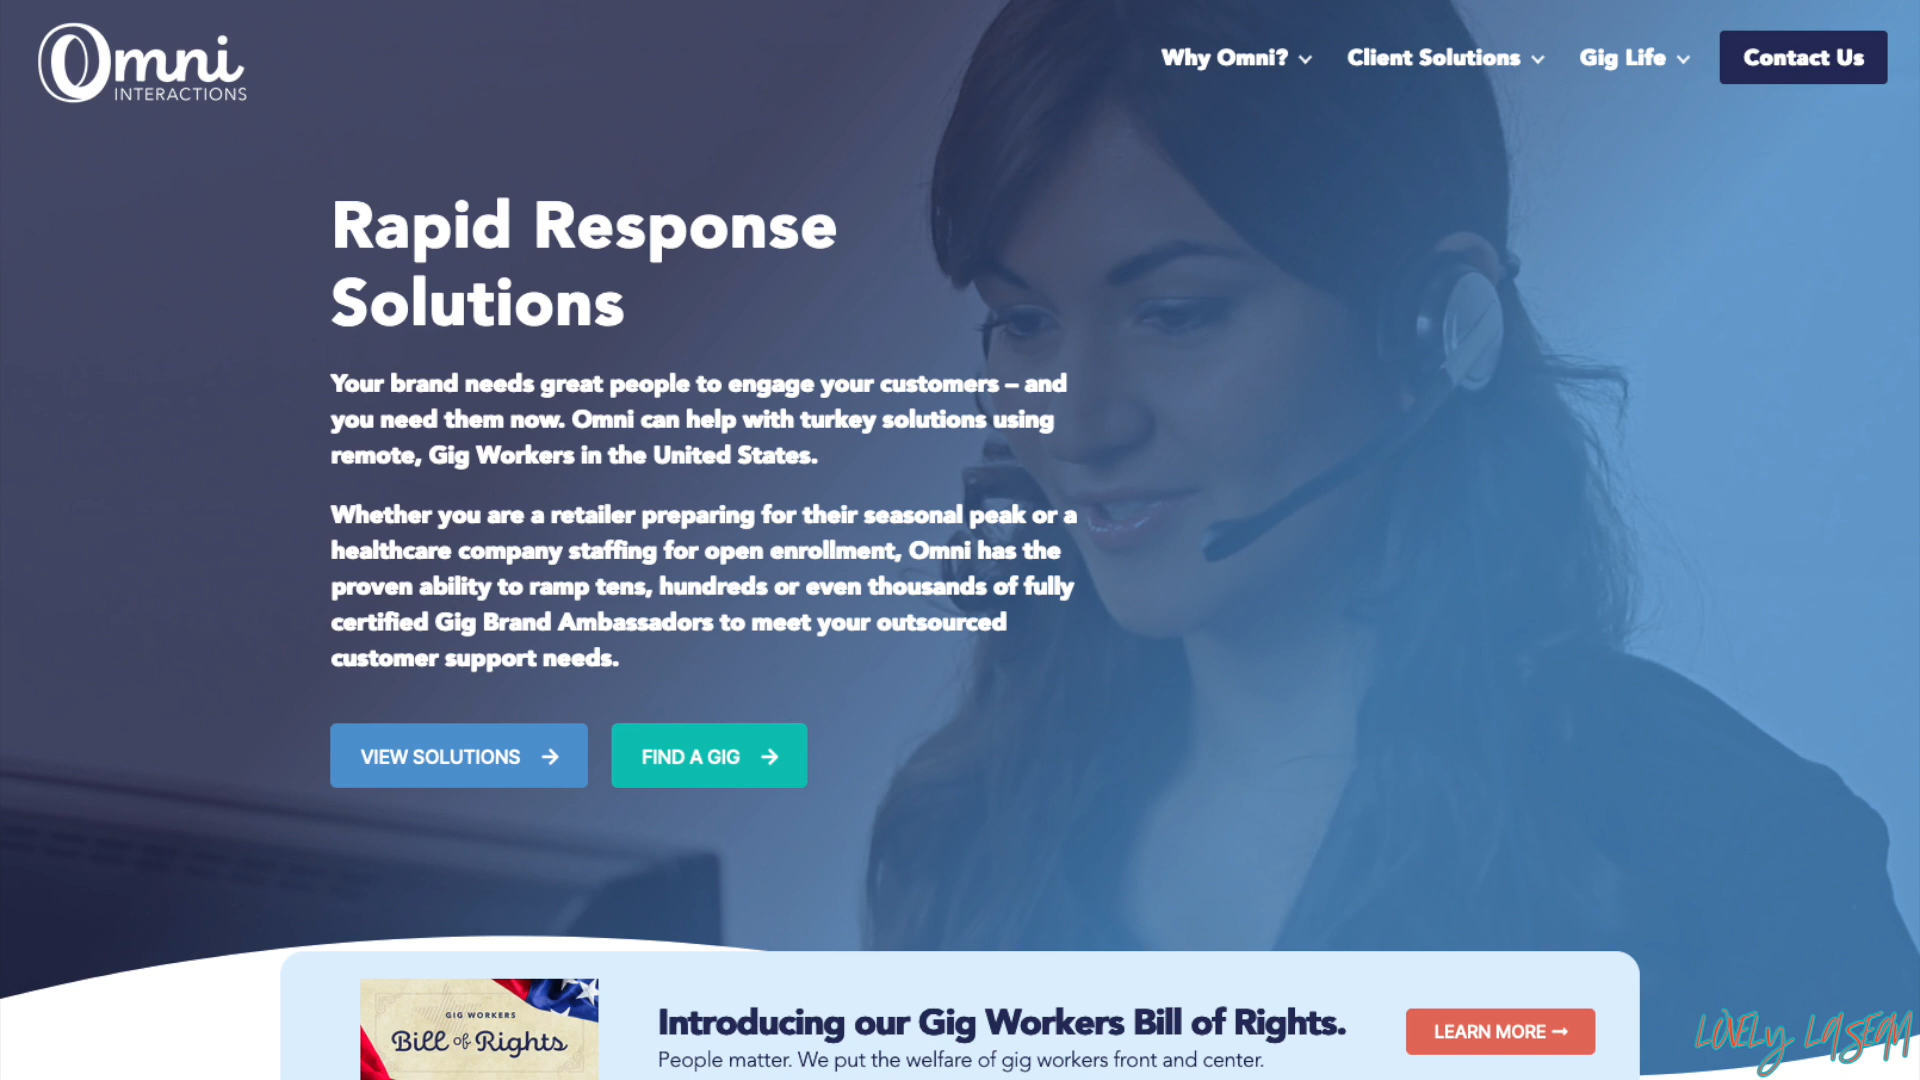 Omni
INTERACTIONS
Why Omni?
Client Solutions
Gig Life
Contact Us
Rapid Response
Solutions
Your brand needs great people to engage your customers – and
you need them now. Omni can help with turkey solutions using
remote, Gig Workers in the United States.
Whether you are a retailer preparing for their seasonal peak or a
healthcare company staffing for open enrollment, Omni has the
proven ability to ramp tens, hundreds or even thousands of fully
certified Gig Brand Ambassadors to meet your outsourced
customer support needs.
VIEW SOLUTIONS →
FIND A GIG →
GIG WORKERS
Bill of Rights
Introducing our Gig Workers Bill of Rights.
People matter. We put the welfare of gig workers front and center.
LEARN MORE →
LOVELY LASEAM